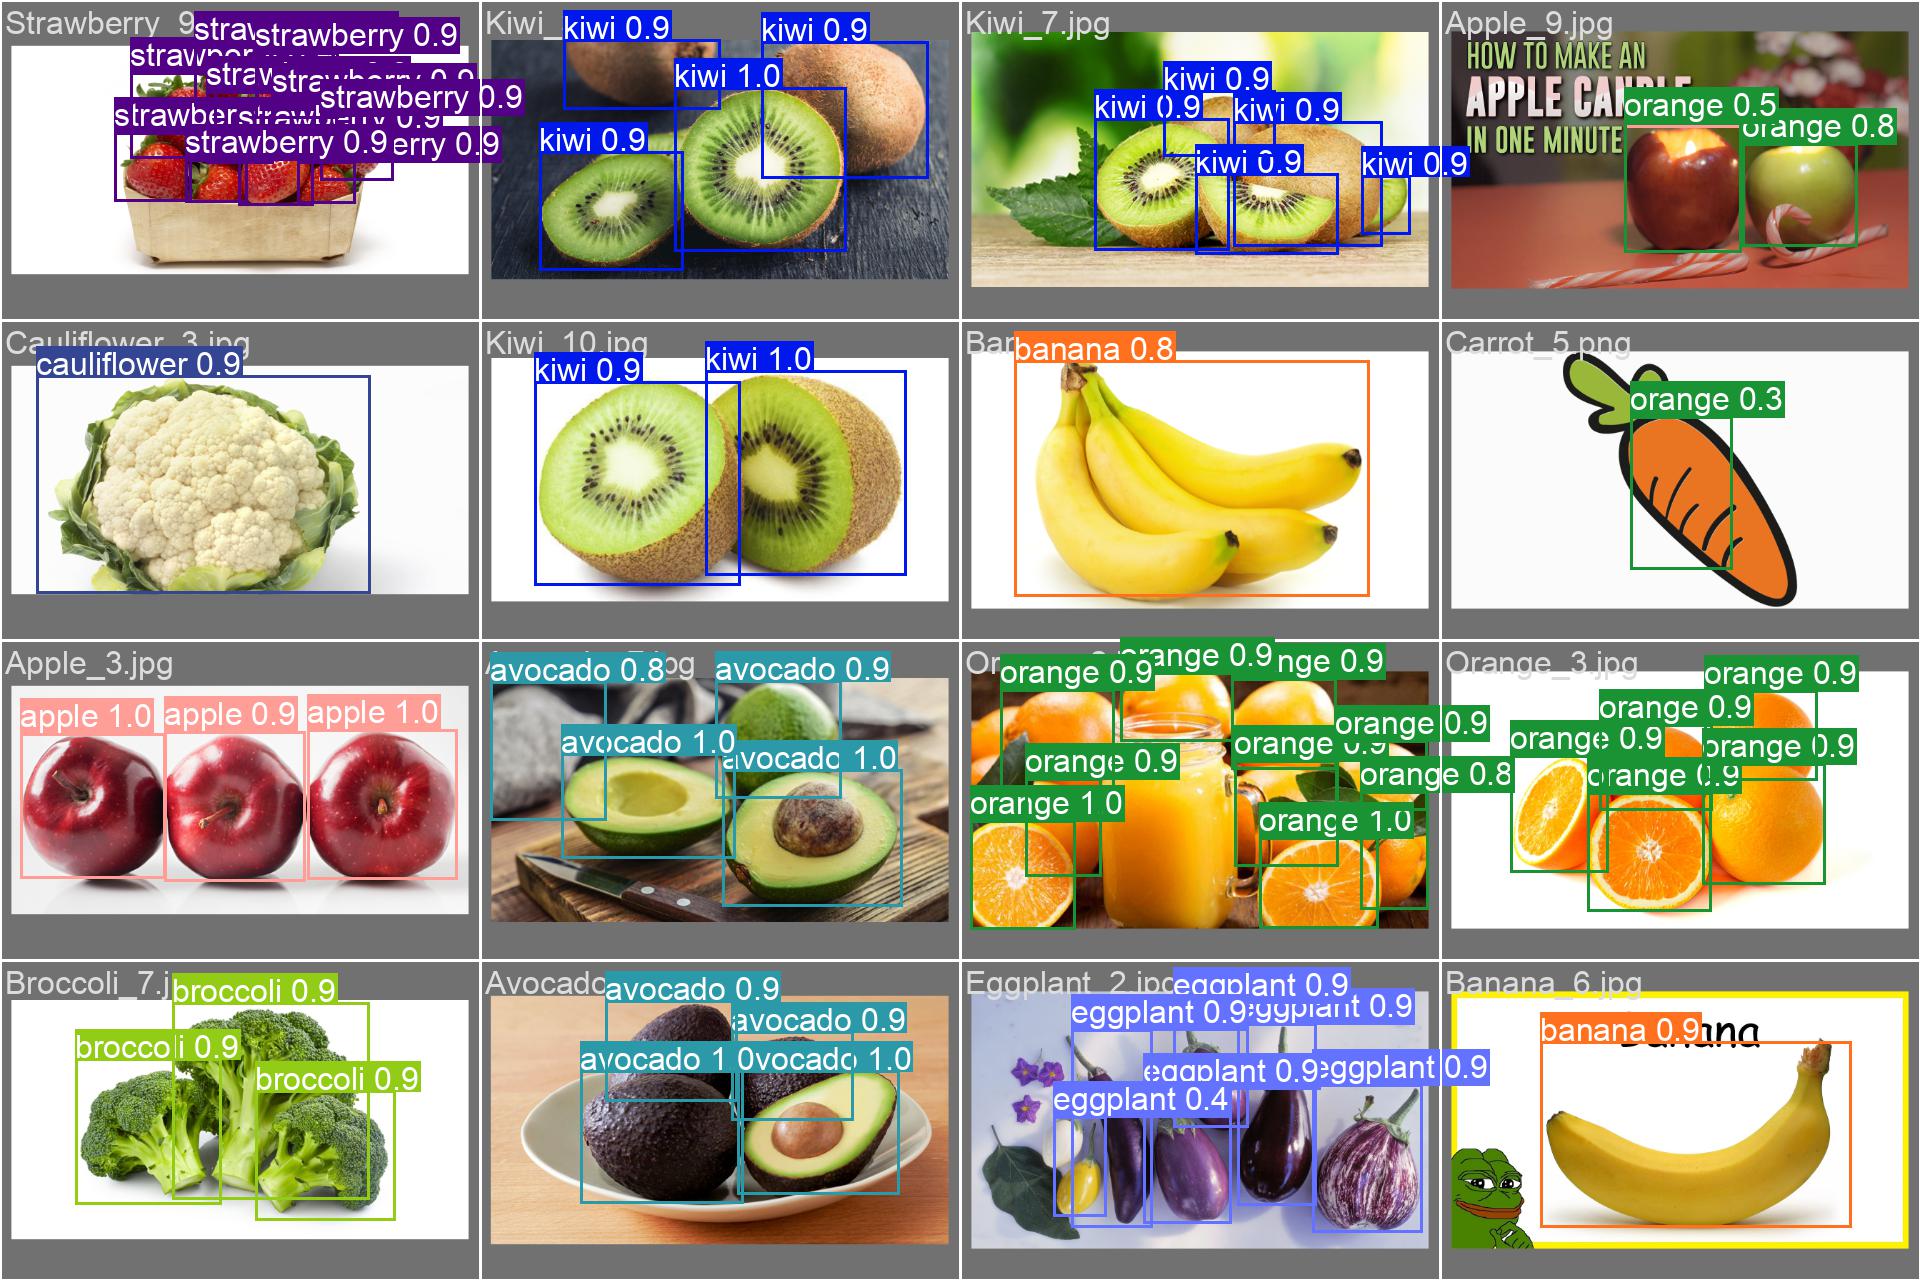 Strawberry_9
strawberry 0.9
strawberry 0.9
strawberry 0.9
Kiwi_
kiwi 0.9
kiwi 0.9
kiwi 1.0
kiwi 0.9
Kiwi_7.jpg
kiwi 0.9
kiwi 0.9
kiwi 0.9
kiwi 0.9
kiwi 0.9
Apple_9.jpg
HOW TO MAKE AN
APPLE CANDLE
IN ONE MINUTE
orange 0.5
orange 0.8
Cauliflower_3.jpg
cauliflower 0.9
Kiwi_10.jpg
kiwi 0.9
kiwi 1.0
banana 0.8
Carrot_5.png
orange 0.3
Apple_3.jpg
apple 1.0
apple 0.9
apple 1.0
avocado 0.8
avocado 0.9
avocado 1.0
avocado 1.0
orange 0.9
orange 0.9
nge 0.9
orange 0.9
orange 0.9
orange 0.9
orange 0.8
orange 1.0
orange 1.0
Orange_3.jpg
orange 0.9
orange 0.9
orange 0.9
orange 0.9
orange 0.9
Broccoli_7.j
broccoli 0.9
broccoli 0.9
broccoli 0.9
Avocado
avocado 0.9
avocado 0.9
avocado 1.0
avocado 1.0
Eggplant_2.jpg
eggplant 0.9
eggplant 0.9
eggplant 0.9
eggplant 0.9
eggplant 0.9
eggplant 0.4
Banana_6.jpg
banana 0.9